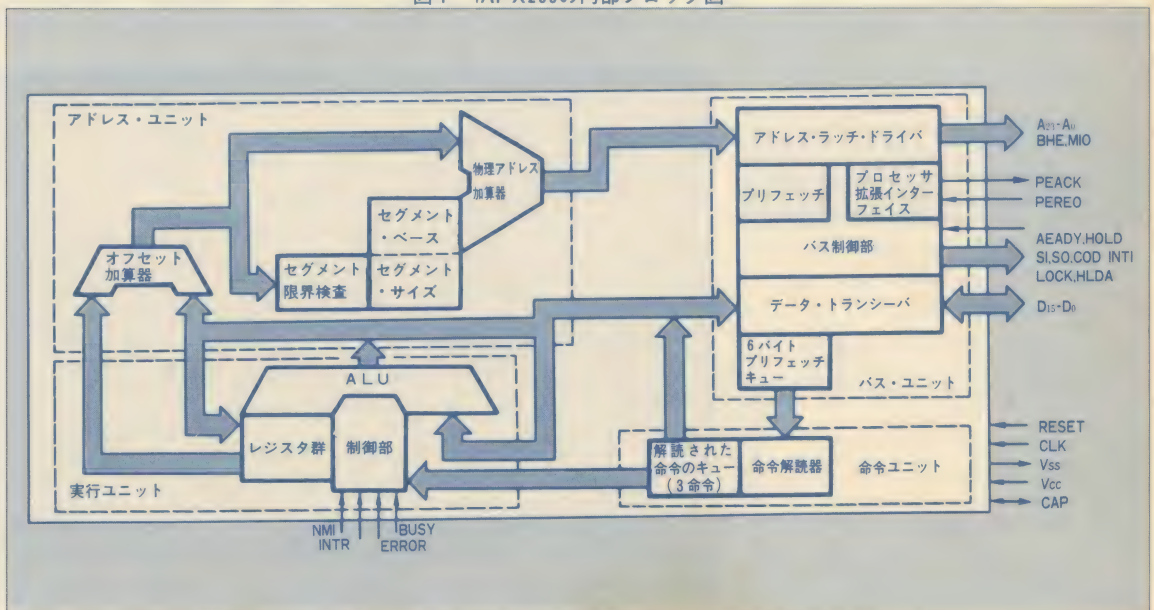 アドレス・ユニット
物理アドレス
加算器
セグメント
・ベース
オフセット
加算器
セグメント
限界検査
セグメント
・サイズ
アドレス・ラッチ・ドライバ
プリフェッチ
プロセッサ
拡張インター
フェイス
バス制御部
データ・トランシーバ
6バイト
プリフェッチ
キュー
バス・ユニット
A₂₃-A₀
BHE,MIO
PEACK
PEREO
AEADY,HOLD
SI,SO,COD INTI
LOCK,HLDA
D₁₅-D₀
ALU
レジスタ群
制御部
実行ユニット
解読された
命令のキュー
(3命令)
命令解読器
命令ユニット
NMI
INTR
BUSY
ERROR
RESET
CLK
Vss
Vcc
CAP